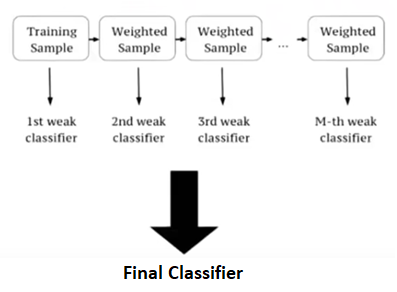 Training Sample
Weighted Sample
Weighted Sample
...
Weighted Sample
1st weak classifier
2nd weak classifier
3rd weak classifier
M-th weak classifier
Final Classifier